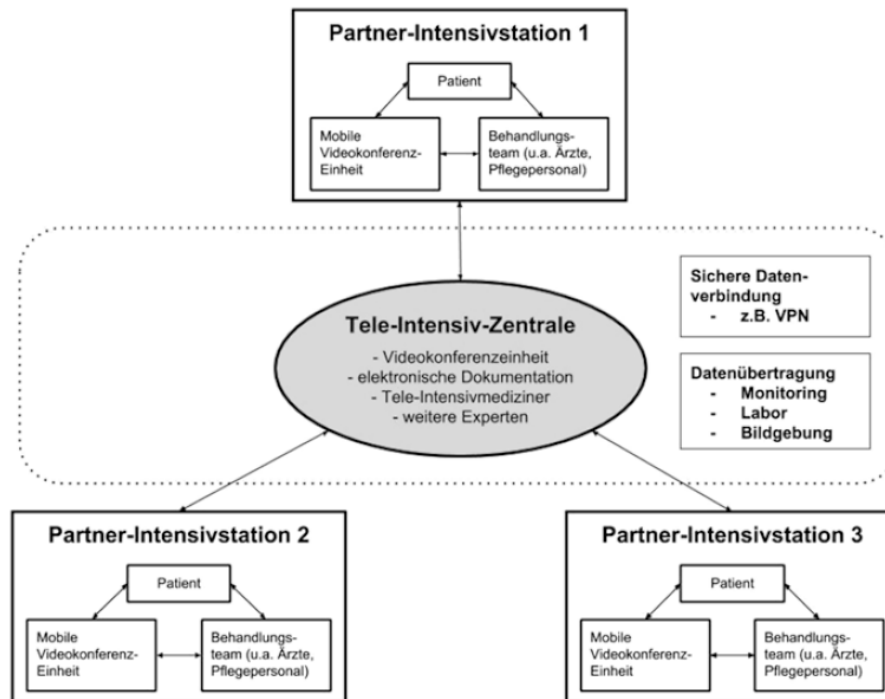 Partner-Intensivstation 1
Patient
Mobile
Videokonferenz-
Einheit
Behandlungs-
team (u.a. Ärzte,
Pflegepersonal)
Sichere Daten-
verbindung
- z.B. VPN
Tele-Intensiv-Zentrale
- Videokonferenzeinheit
- elektronische Dokumentation
- Tele-Intensivmediziner
- weitere Experten
Datenübertragung
- Monitoring
- Labor
- Bildgebung
Partner-Intensivstation 2
Patient
Mobile
Videokonferenz-
Einheit
Behandlungs-
team (u.a. Ärzte,
Pflegepersonal)
Partner-Intensivstation 3
Patient
Mobile
Videokonferenz-
Einheit
Behandlungs-
team (u.a. Ärzte,
Pflegepersonal)